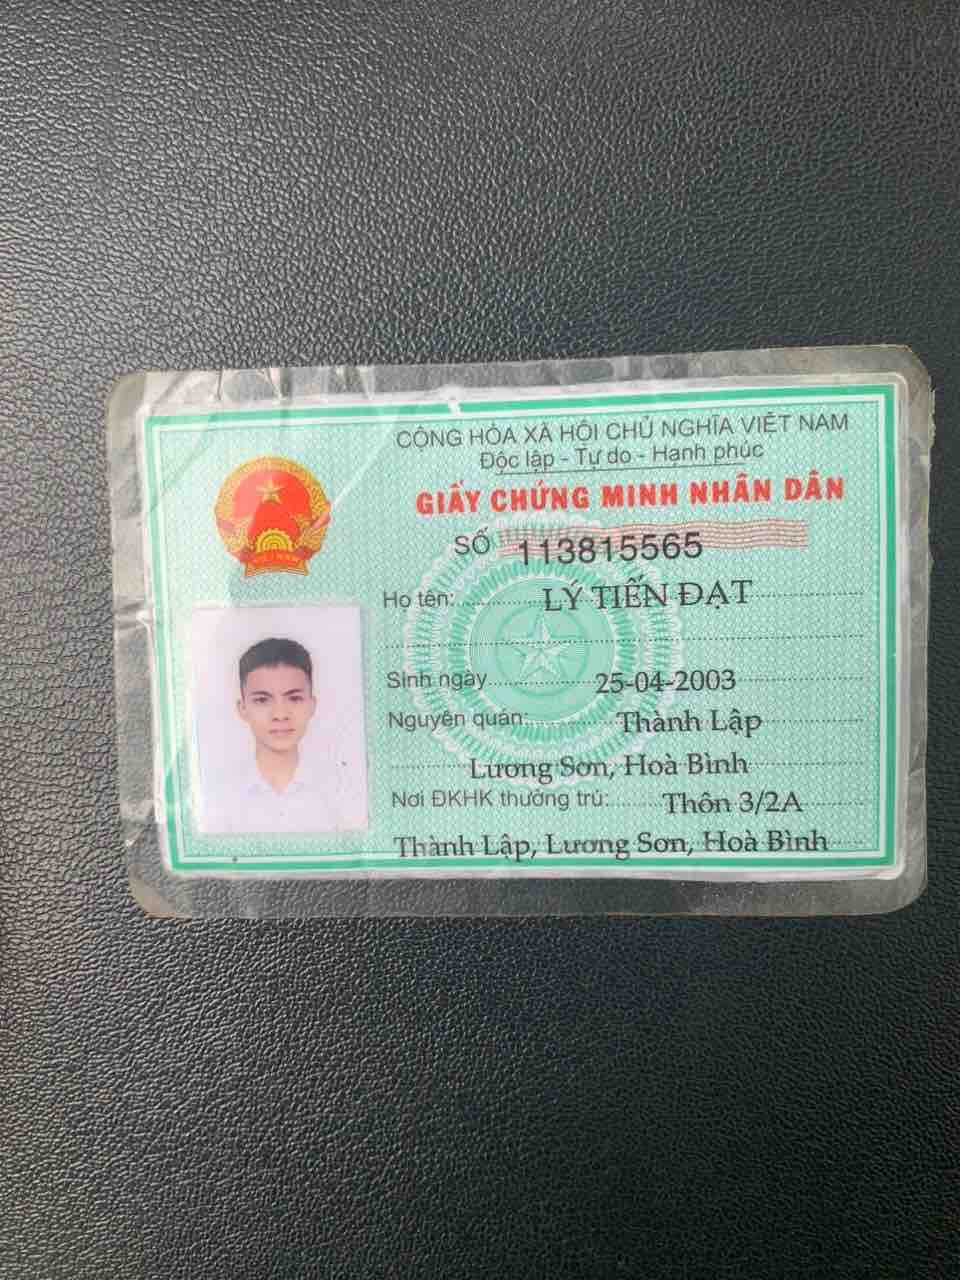 CỘNG HÒA XÃ HỘI CHỦ NGHĨA VIỆT NAM
Độc lập - Tự do - Hạnh phúc
GIẤY CHỨNG MINH NHÂN DÂN
SỐ 113815565
Họ tên: LÝ TIẾN ĐẠT
Sinh ngày 25-04-2003
Nguyên quán: Thành Lập
Lương Sơn, Hoà Bình
Nơi ĐKHK thường trú: Thôn 3/2A
Thành Lập, Lương Sơn, Hoà Bình
VIỆT NAM